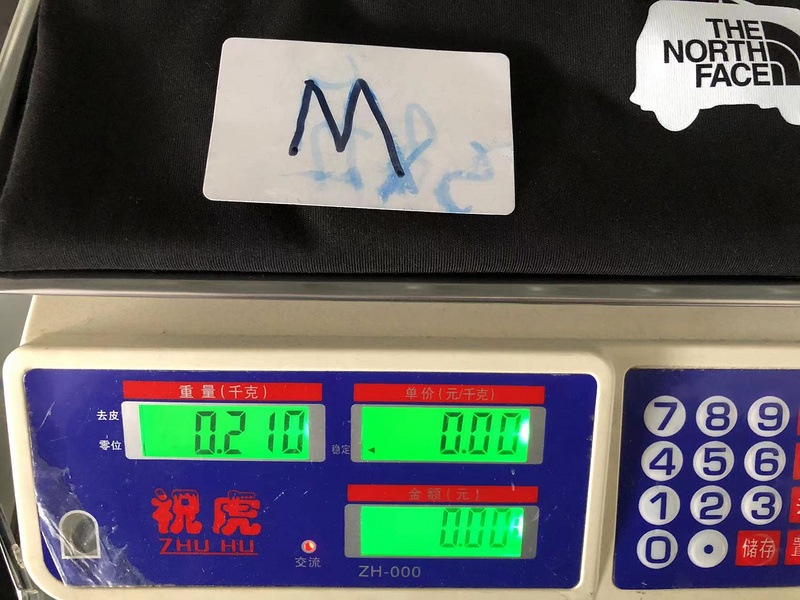 THE
NORTH
FACE
M
重量(千克)
单价(元/千克)
去皮
零位
0.210
稳定
0.00
金额(元)
0.00
祝虎
ZHU HU
交流
ZH-000
7 8 9
4 5 6
1 2 3
0 • 储存